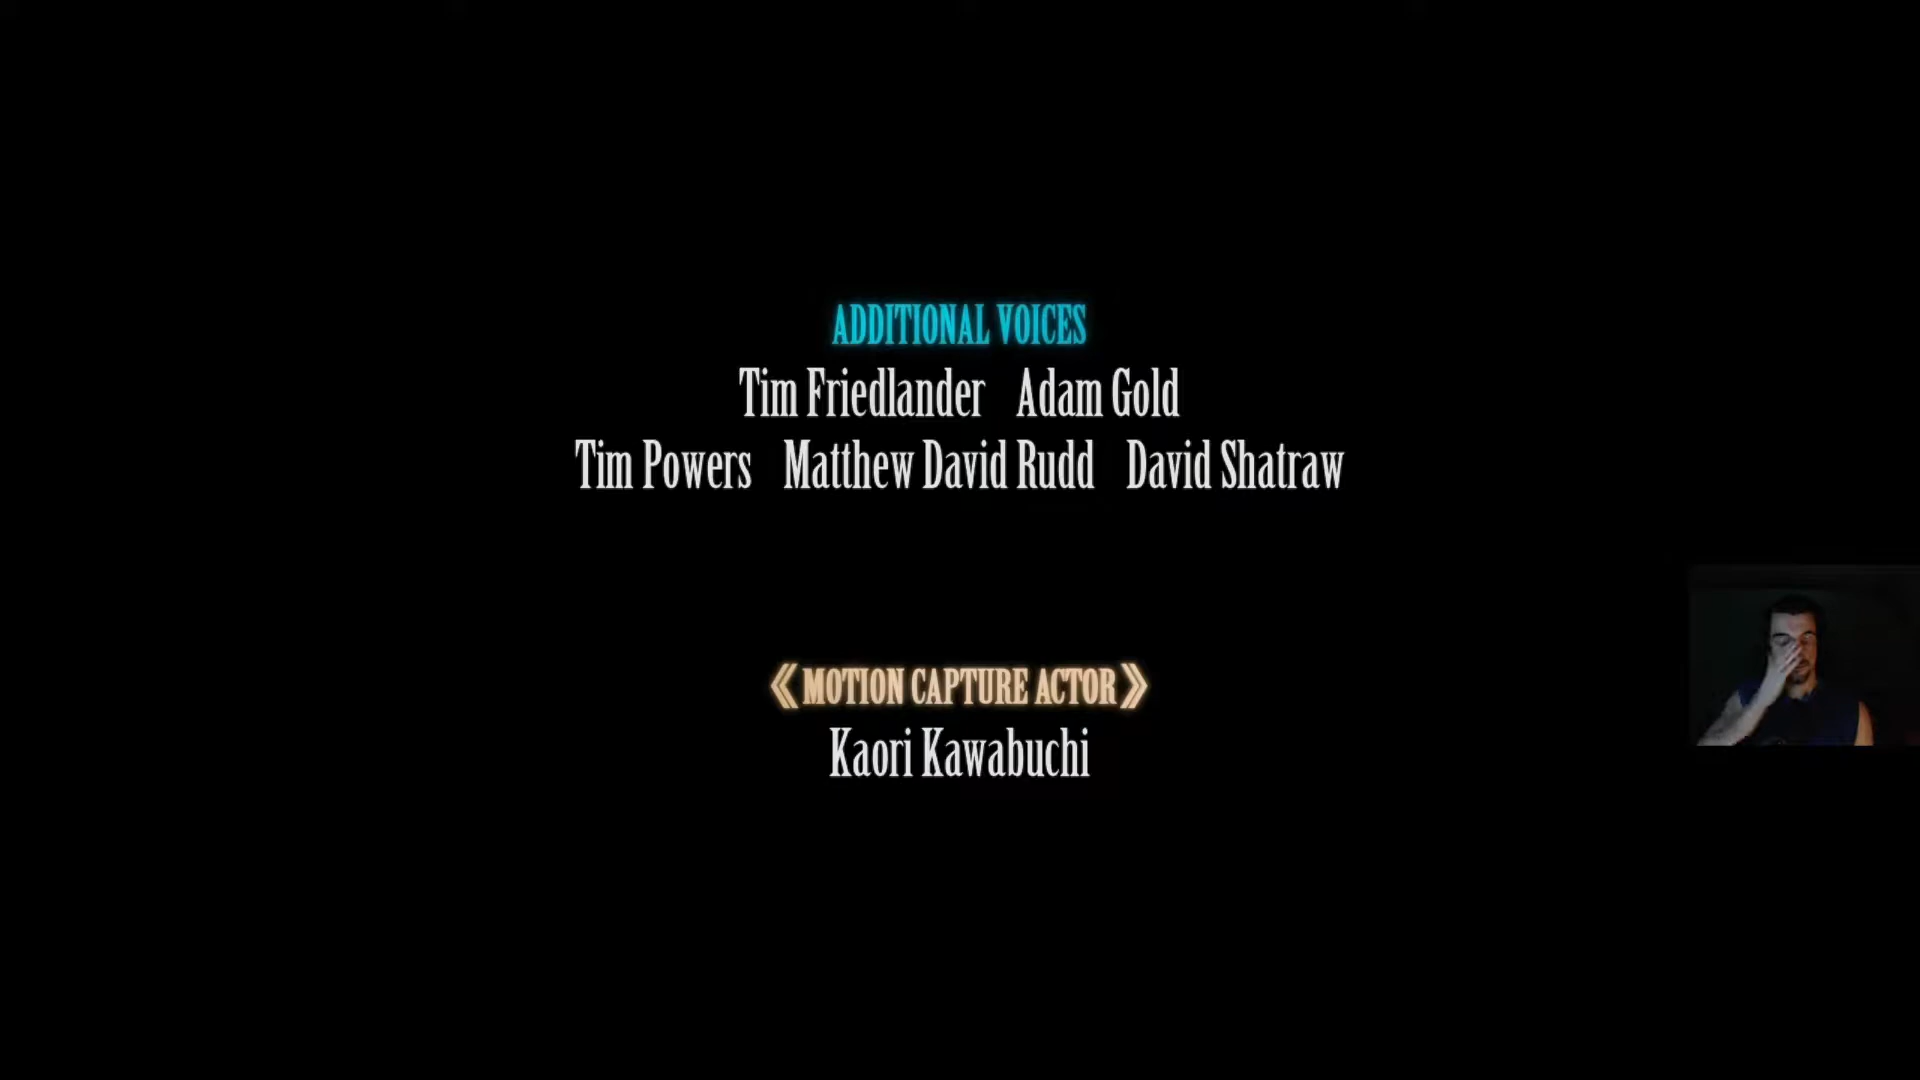 ADDITIONAL VOICES
Tim Friedlander Adam Gold
Tim Powers Matthew David Rudd David Shatraw
《MOTION CAPTURE ACTOR》
Kaori Kawabuchi